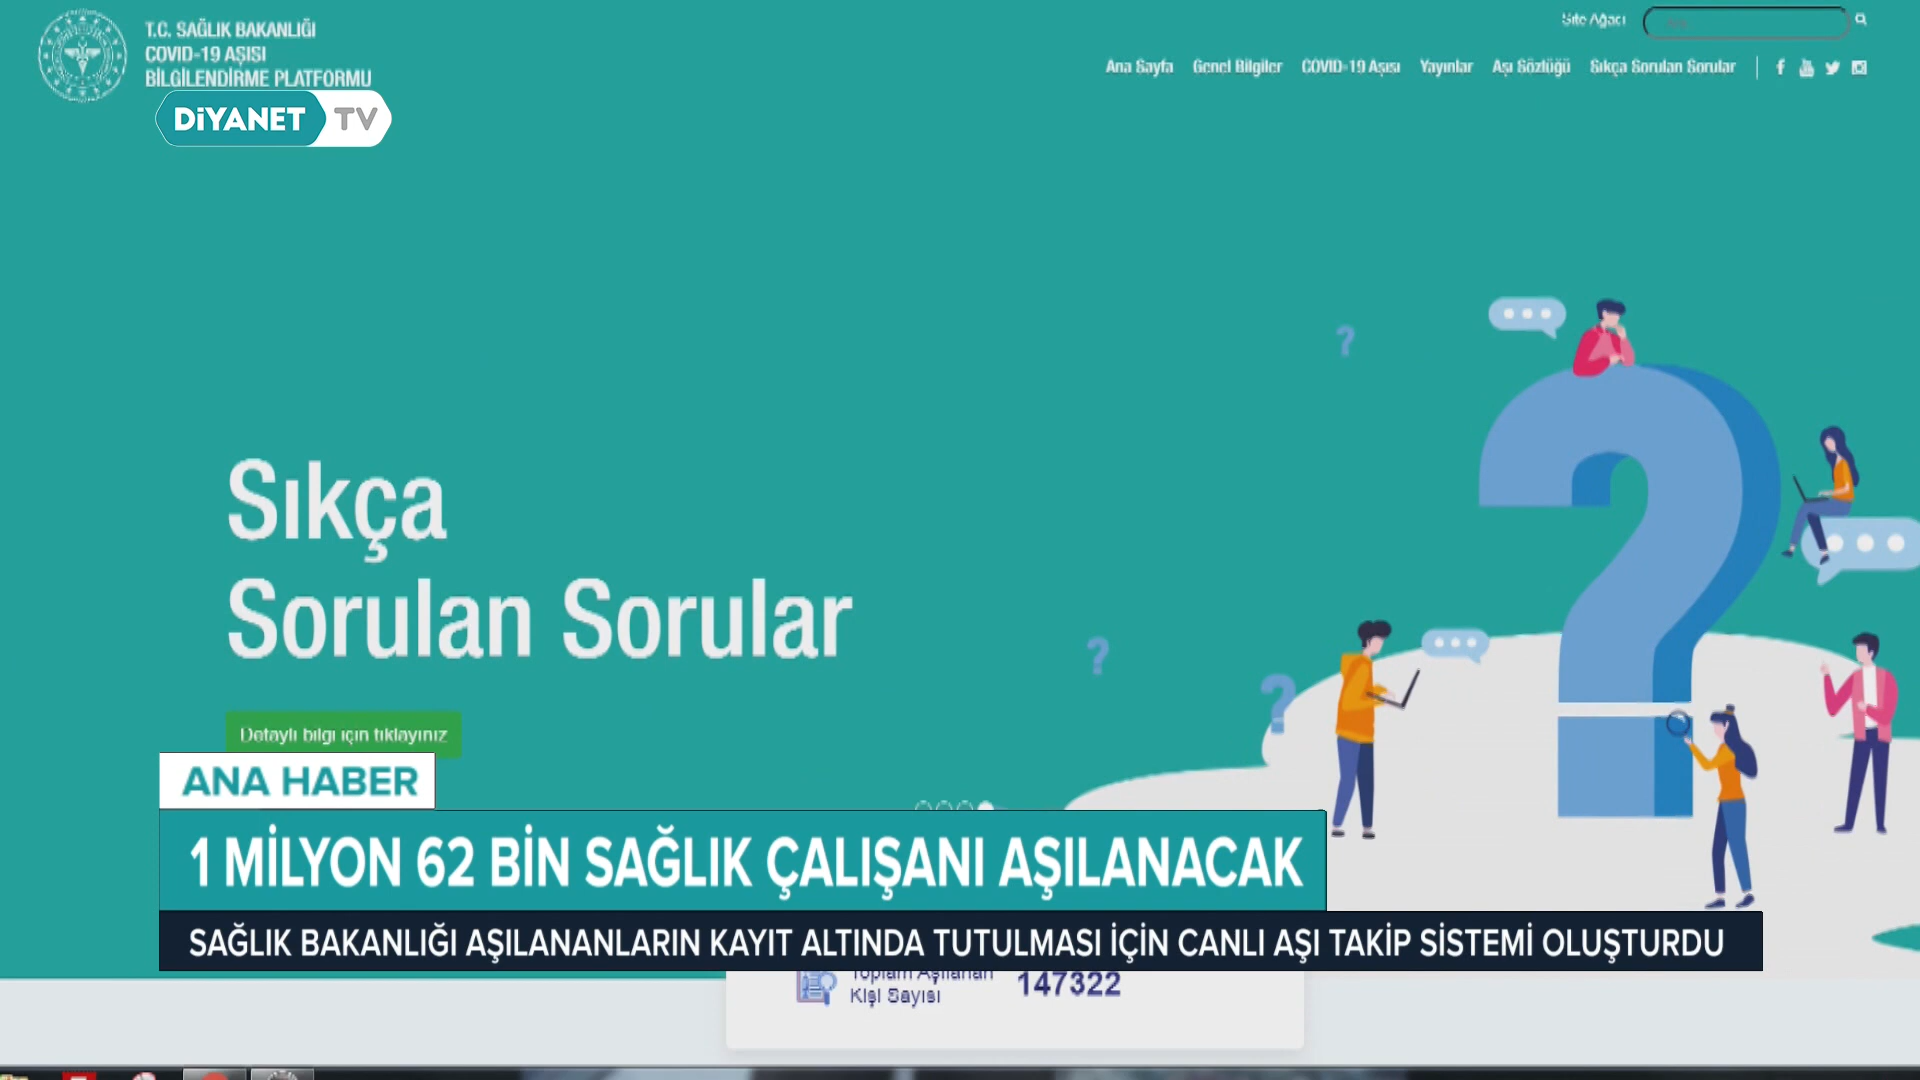 T.C. SAĞLIK BAKANLIĞI
COVID-19 AŞISI
BİLGİLENDİRME PLATFORMU
Site Ağacı
Ana Sayfa Genel Bilgiler COVID-19 Aşısı Yayınlar Aşı Sözlüğü Sıkça Sorulan Sorular
DİYANET TV
Sıkça
Sorulan Sorular
Detaylı bilgi için tıklayınız
ANA HABER
1 MİLYON 62 BİN SAĞLIK ÇALIŞANI AŞILANACAK
SAĞLIK BAKANLIĞI AŞILANANLARIN KAYIT ALTINDA TUTULMASI İÇİN CANLI AŞI TAKİP SİSTEMİ OLUŞTURDU
Toplam Aşılanan
Kişi Sayısı
147322